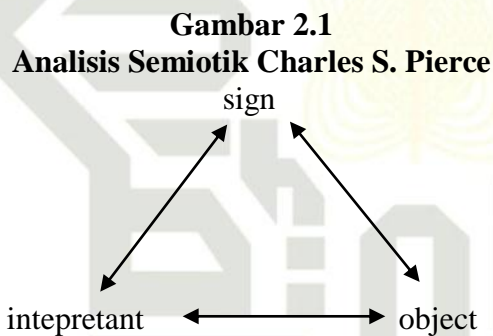 Gambar 2.1
Analisis Semiotik Charles S. Pierce
sign
intepretant object